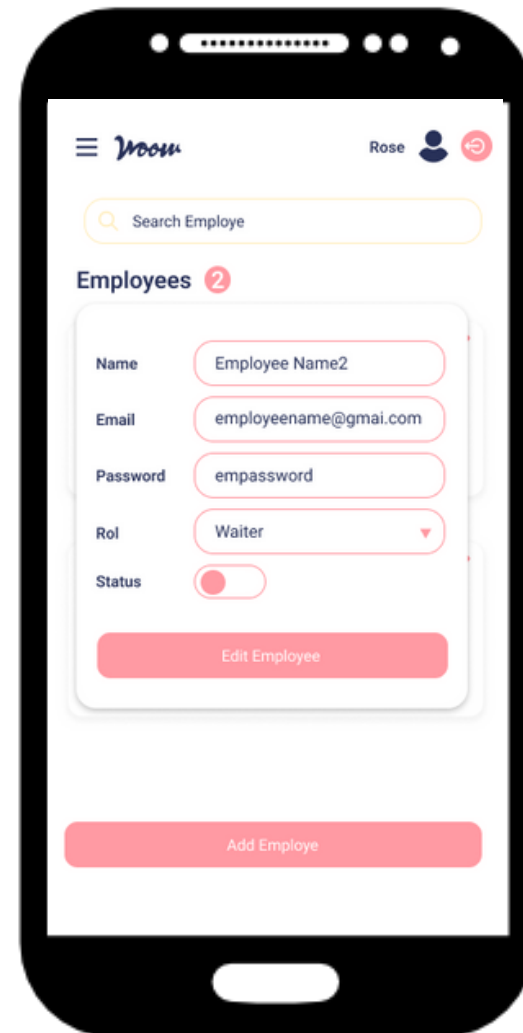 Woow
Rose
Search Employe
Employees 2
Name Employee Name2
Email employeename@gmai.com
Password empassword
Rol Waiter
Status
Edit Employee
Add Employe